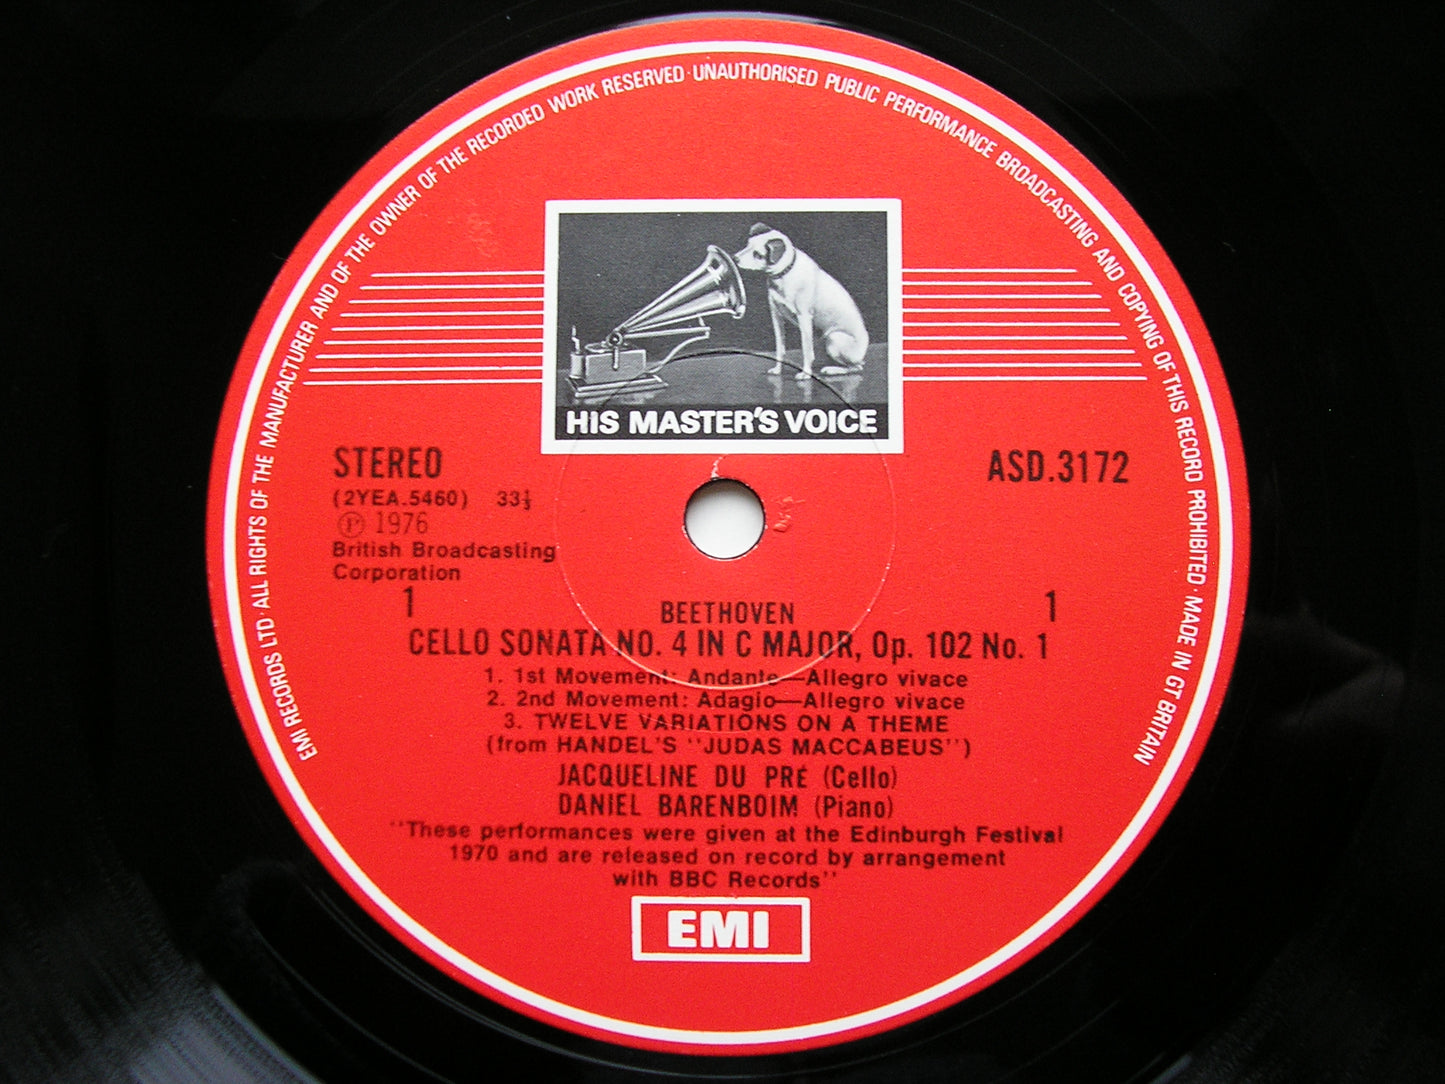 EMI RECORDS LTD · ALL RIGHTS OF THE MANUFACTURER AND OF THE OWNER OF THE RECORDED WORK RESERVED · UNAUTHORISED PUBLIC PERFORMANCE BROADCASTING AND COPYING OF THIS RECORD PROHIBITED · MADE IN GT BRITAIN
HIS MASTER'S VOICE
STEREO
ASD.3172
(2YEA.5460) 33⅓
℗ 1976
British Broadcasting
Corporation
1 1
BEETHOVEN
CELLO SONATA NO. 4 IN C MAJOR, Op. 102 No. 1
1. 1st Movement: Andante—Allegro vivace
2. 2nd Movement: Adagio—Allegro vivace
3. TWELVE VARIATIONS ON A THEME
(from HANDEL'S "JUDAS MACCABEUS")
JACQUELINE DU PRÉ (Cello)
DANIEL BARENBOIM (Piano)
"These performances were given at the Edinburgh Festival
1970 and are released on record by arrangement
with BBC Records"
EMI